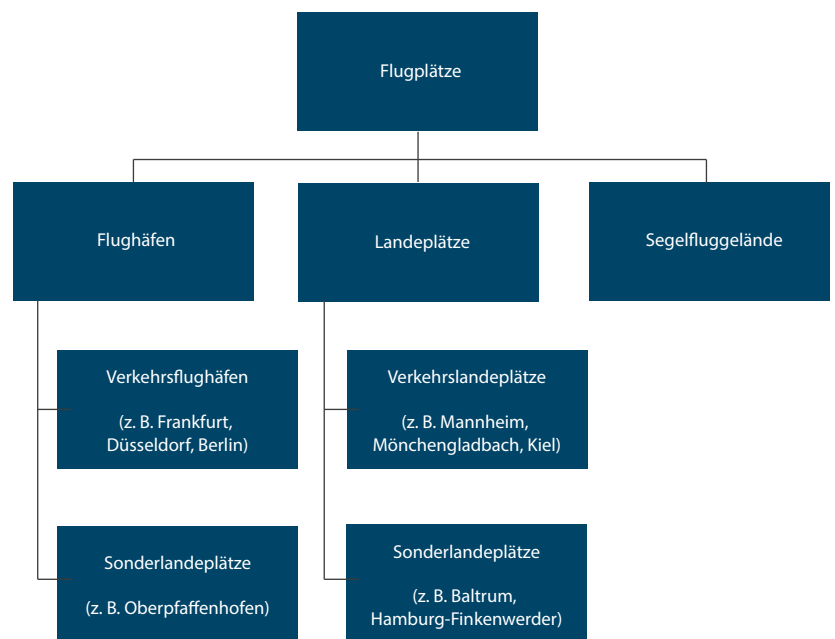 Flugplätze
Flughäfen
Landeplätze
Segelfluggelände
Verkehrsflughäfen
(z. B. Frankfurt,
Düsseldorf, Berlin)
Verkehrslandeplätze
(z. B. Mannheim,
Mönchengladbach, Kiel)
Sonderlandeplätze
(z. B. Oberpfaffenhofen)
Sonderlandeplätze
(z. B. Baltrum,
Hamburg-Finkenwerder)